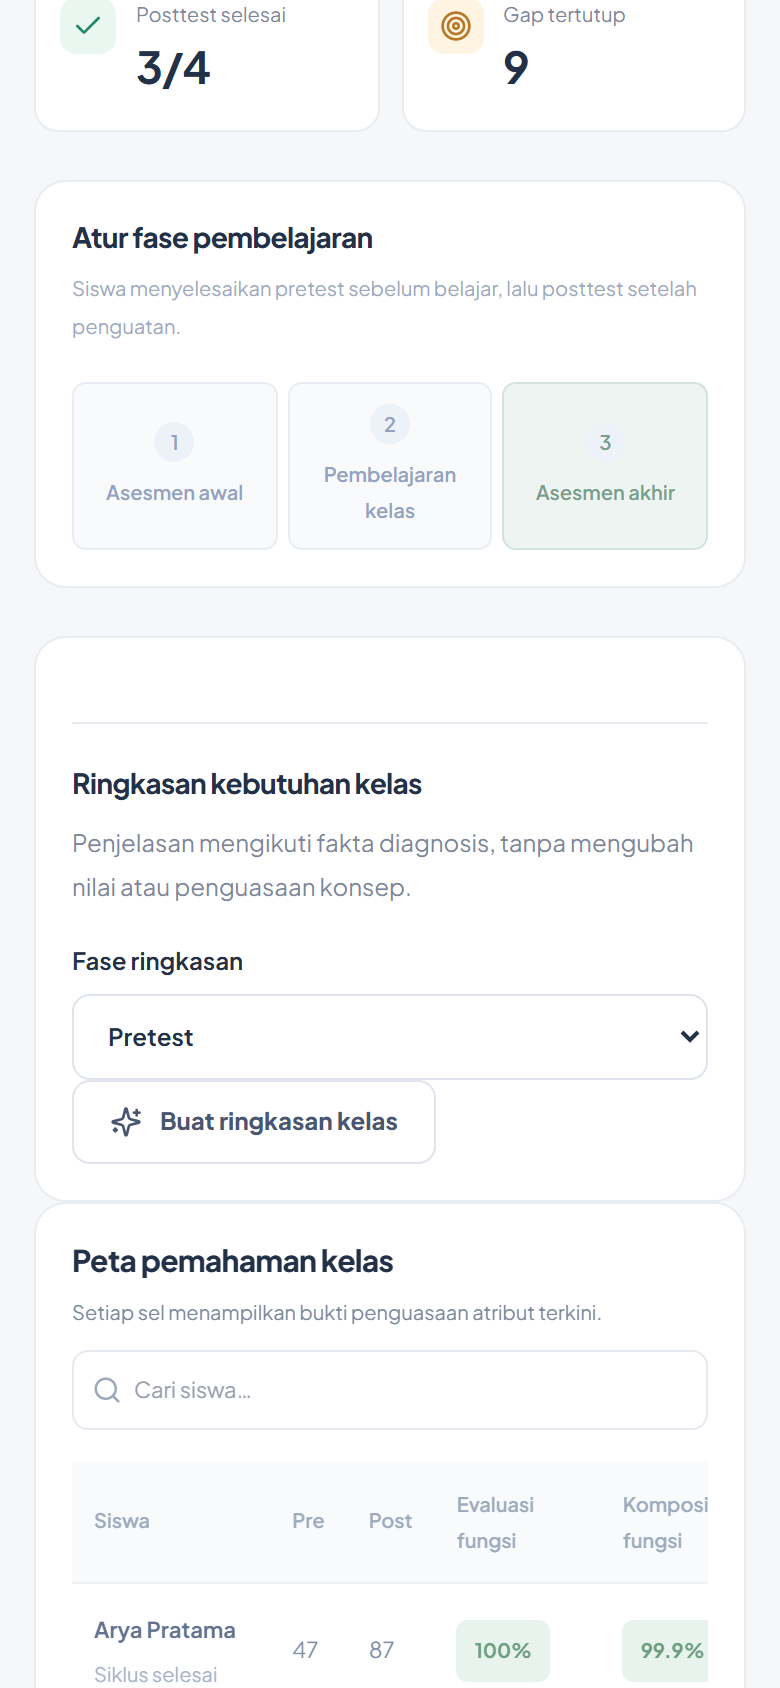 Posttest selesai
3/4
Gap tertutup
9
Atur fase pembelajaran
Siswa menyelesaikan pretest sebelum belajar, lalu posttest setelah
penguatan.
1
Asesmen awal
2
Pembelajaran
kelas
3
Asesmen akhir
Ringkasan kebutuhan kelas
Penjelasan mengikuti fakta diagnosis, tanpa mengubah
nilai atau penguasaan konsep.
Fase ringkasan
Pretest
Buat ringkasan kelas
Peta pemahaman kelas
Setiap sel menampilkan bukti penguasaan atribut terkini.
Cari siswa...
Siswa Pre Post Evaluasi fungsi Komposi fungsi
Arya Pratama 47 87 100% 99.9%
Siklus selesai